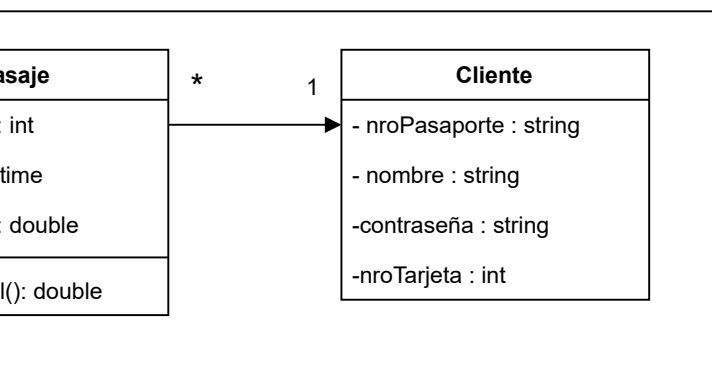 asaje
: int
time
: double
l(): double
*
1
Cliente
- nroPasaporte : string
- nombre : string
-contraseña : string
-nroTarjeta : int